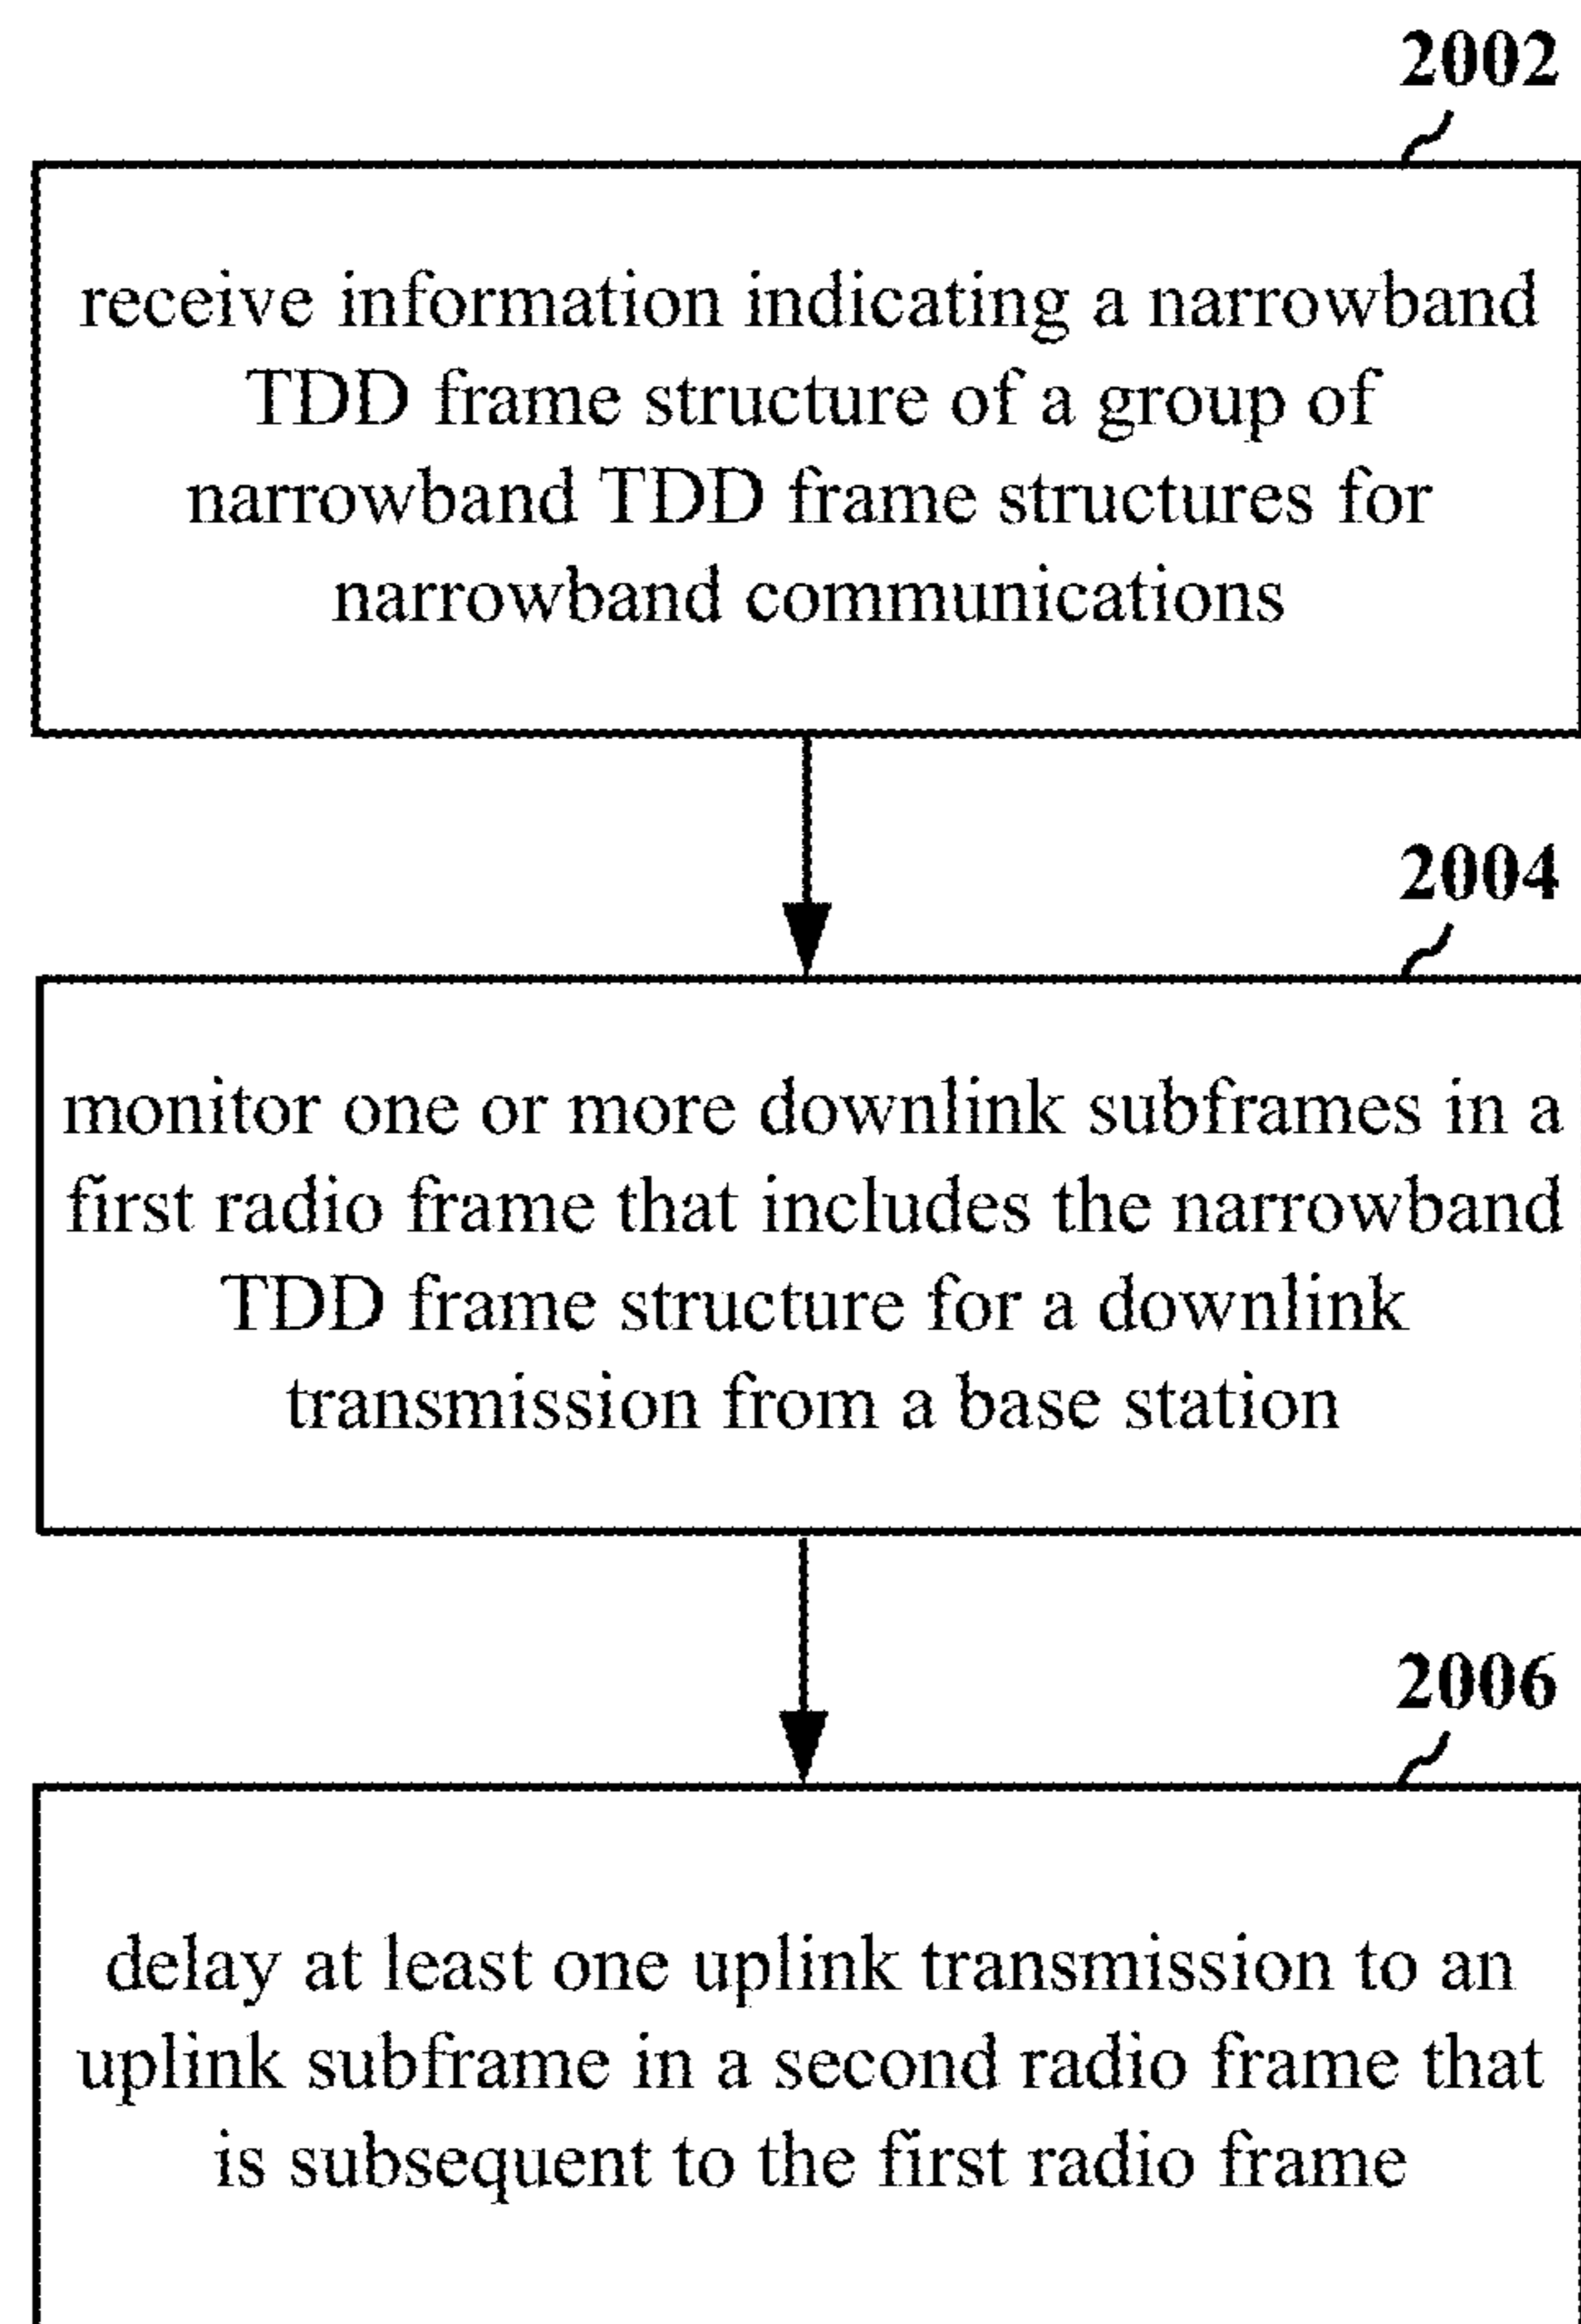 2002
receive information indicating a narrowband
TDD frame structure of a group of
narrowband TDD frame structures for
narrowband communications
2004
monitor one or more downlink subframes in a
first radio frame that includes the narrowband
TDD frame structure for a downlink
transmission from a base station
2006
delay at least one uplink transmission to an
uplink subframe in a second radio frame that
is subsequent to the first radio frame